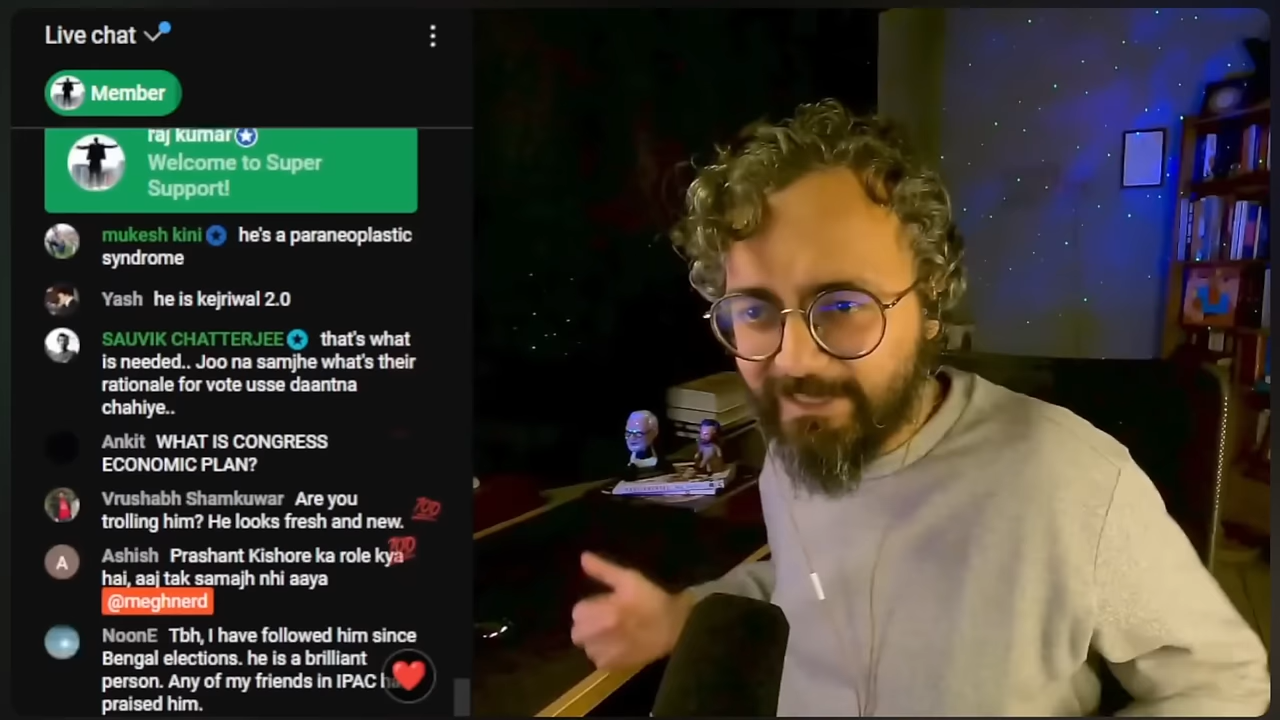 Live chat
Member
raj kumar
Welcome to Super
Support!
mukesh kini he's a paraneoplastic
syndrome
Yash he is kejriwal 2.0
SAUVIK CHATTERJEE that's what
is needed.. Joo na samjhe what's their
rationale for vote usse daantna
chahiye..
Ankit WHAT IS CONGRESS
ECONOMIC PLAN?
Vrushabh Shamkuwar Are you
trolling him? He looks fresh and new.
100
Ashish Prashant Kishore ka role kya
100
hai, aaj tak samajh nhi aaya
A
@meghnerd
NoonE Tbh, I have followed him since
Bengal elections. he is a brilliant
person. Any of my friends in IPAC
praised him.